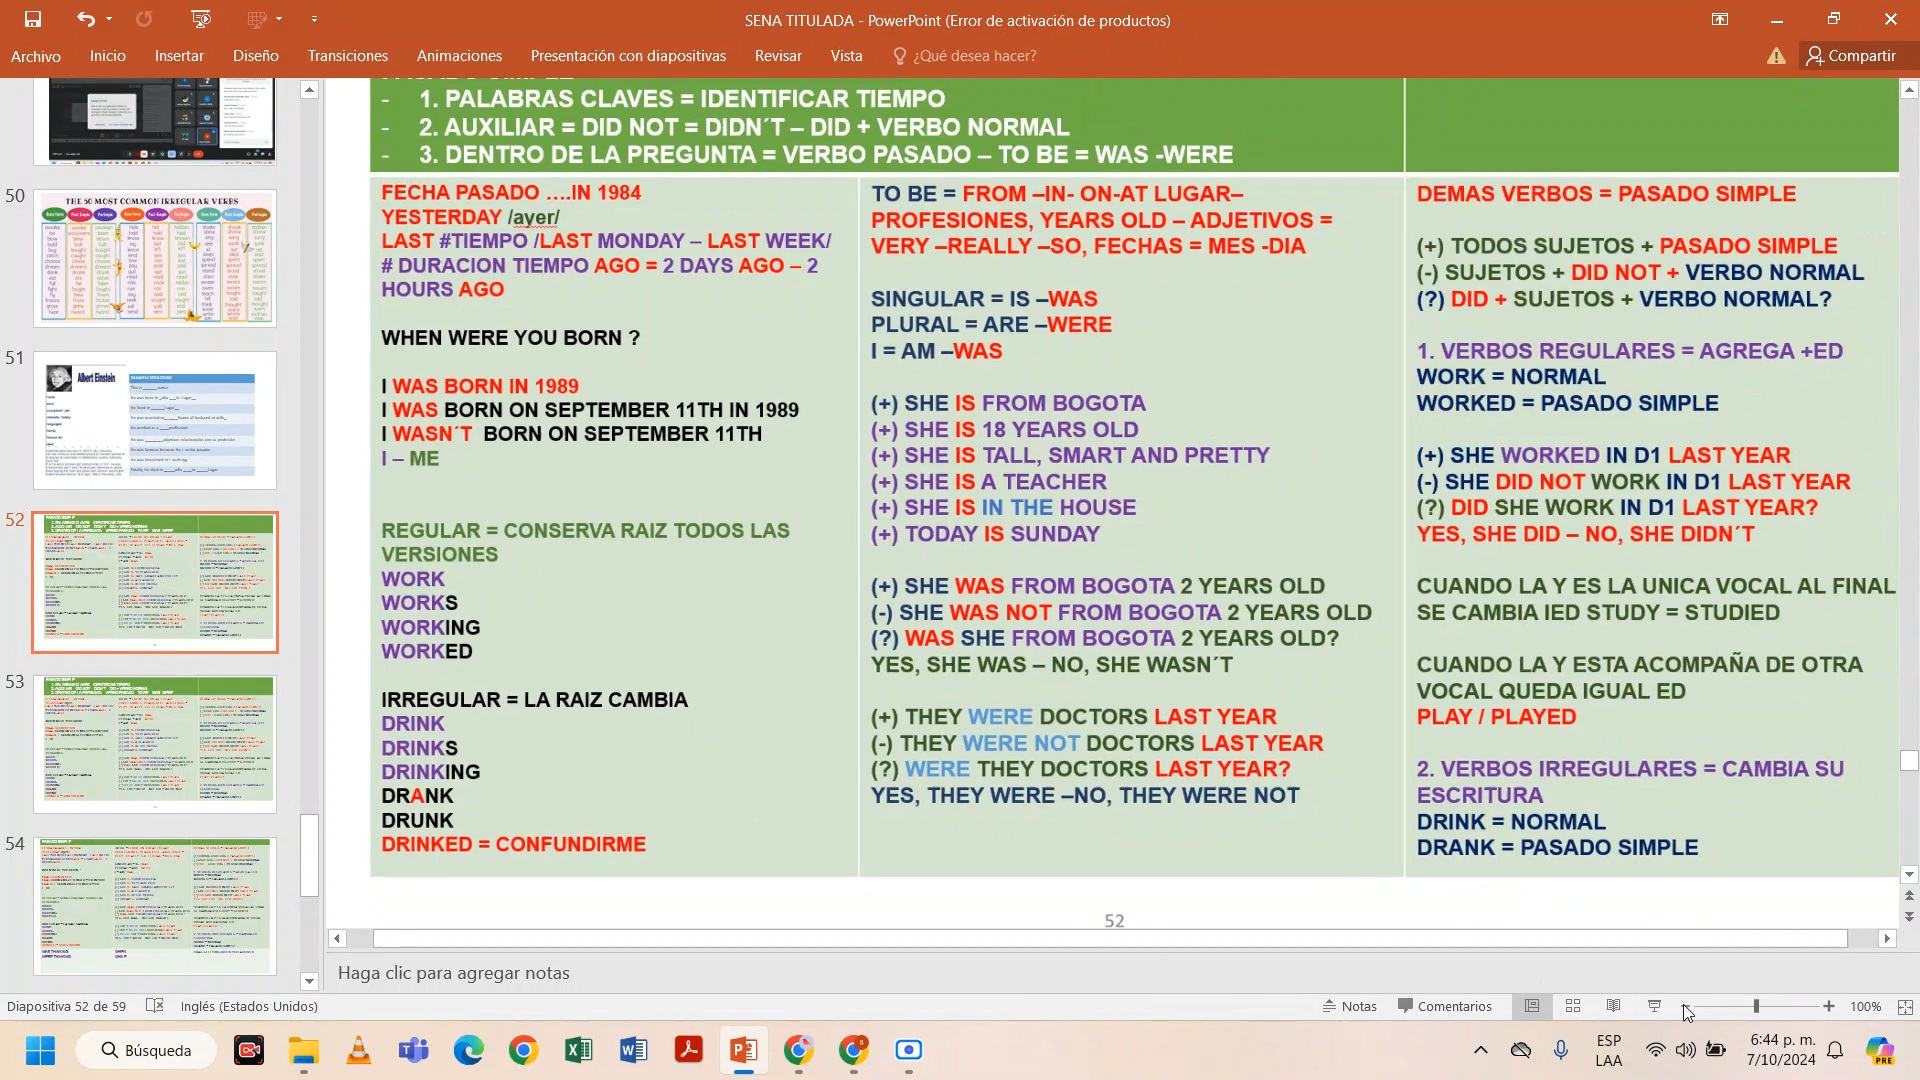 SENA TITULADA - PowerPoint (Error de activación de productos)
Archivo Inicio Insertar Diseño Transiciones Animaciones Presentación con diapositivas Revisar Vista ¿Qué desea hacer? Compartir
- 1. PALABRAS CLAVES = IDENTIFICAR TIEMPO
- 2. AUXILIAR = DID NOT = DIDN´T – DID + VERBO NORMAL
- 3. DENTRO DE LA PREGUNTA = VERBO PASADO – TO BE = WAS -WERE
FECHA PASADO ….IN 1984
YESTERDAY /ayer/
LAST #TIEMPO /LAST MONDAY – LAST WEEK/
# DURACION TIEMPO AGO = 2 DAYS AGO – 2
HOURS AGO
WHEN WERE YOU BORN ?
I WAS BORN IN 1989
I WAS BORN ON SEPTEMBER 11TH IN 1989
I WASN´T BORN ON SEPTEMBER 11TH
I – ME
REGULAR = CONSERVA RAIZ TODOS LAS
VERSIONES
WORK
WORKS
WORKING
WORKED
IRREGULAR = LA RAIZ CAMBIA
DRINK
DRINKS
DRINKING
DRANK
DRUNK
DRINKED = CONFUNDIRME
TO BE = FROM –IN- ON-AT LUGAR–
PROFESIONES, YEARS OLD – ADJETIVOS =
VERY –REALLY –SO, FECHAS = MES -DIA
SINGULAR = IS –WAS
PLURAL = ARE –WERE
I = AM –WAS
(+) SHE IS FROM BOGOTA
(+) SHE IS 18 YEARS OLD
(+) SHE IS TALL, SMART AND PRETTY
(+) SHE IS A TEACHER
(+) SHE IS IN THE HOUSE
(+) TODAY IS SUNDAY
(+) SHE WAS FROM BOGOTA 2 YEARS OLD
(-) SHE WAS NOT FROM BOGOTA 2 YEARS OLD
(?) WAS SHE FROM BOGOTA 2 YEARS OLD?
YES, SHE WAS – NO, SHE WASN´T
(+) THEY WERE DOCTORS LAST YEAR
(-) THEY WERE NOT DOCTORS LAST YEAR
(?) WERE THEY DOCTORS LAST YEAR?
YES, THEY WERE –NO, THEY WERE NOT
DEMAS VERBOS = PASADO SIMPLE
(+) TODOS SUJETOS + PASADO SIMPLE
(-) SUJETOS + DID NOT + VERBO NORMAL
(?) DID + SUJETOS + VERBO NORMAL?
1. VERBOS REGULARES = AGREGA +ED
WORK = NORMAL
WORKED = PASADO SIMPLE
(+) SHE WORKED IN D1 LAST YEAR
(-) SHE DID NOT WORK IN D1 LAST YEAR
(?) DID SHE WORK IN D1 LAST YEAR?
YES, SHE DID – NO, SHE DIDN´T
CUANDO LA Y ES LA UNICA VOCAL AL FINAL
SE CAMBIA IED STUDY = STUDIED
CUANDO LA Y ESTA ACOMPAÑA DE OTRA
VOCAL QUEDA IGUAL ED
PLAY / PLAYED
2. VERBOS IRREGULARES = CAMBIA SU
ESCRITURA
DRINK = NORMAL
DRANK = PASADO SIMPLE
52
50
THE 50 MOST COMMON IRREGULAR VERBS
51
Albert Einstein
52
53
54
Haga clic para agregar notas
Diapositiva 52 de 59 Inglés (Estados Unidos) Notas Comentarios 100%
Búsqueda
ESP
LAA
6:44 p. m.
7/10/2024
PRE